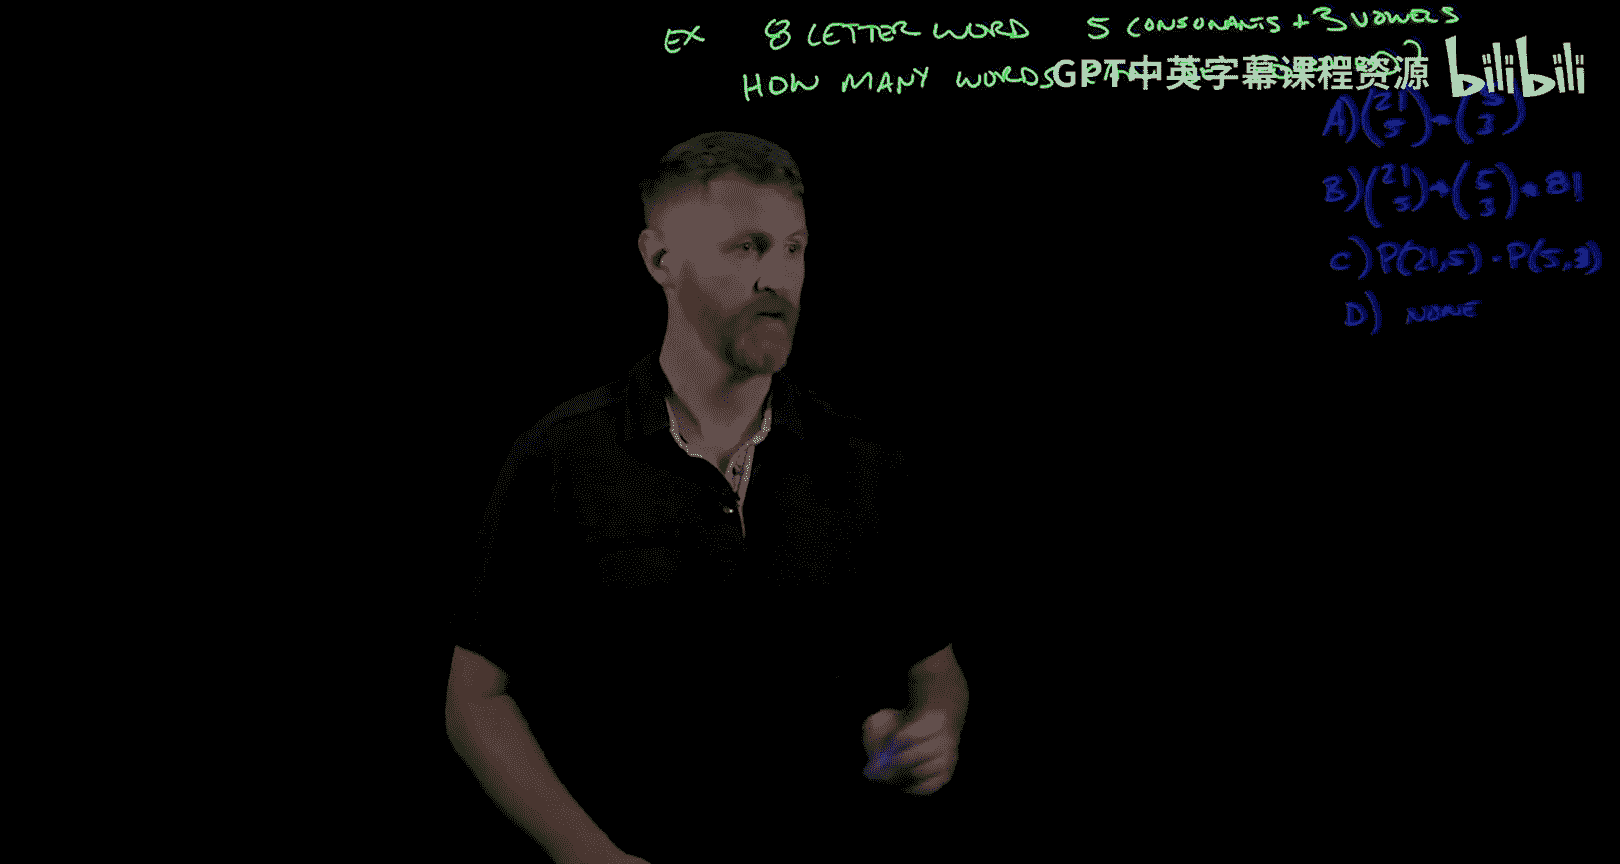 EX 8 LETTER WORD 5 CONSONANTS + 3 VOWELS
HOW MANY WORDS
GPT中英字幕课程资源 bilibili
A) (21 5) · (5 3)
B) (21 5) · (5 3) · 8!
C) P(21,5) · P(5,3)
D) NONE